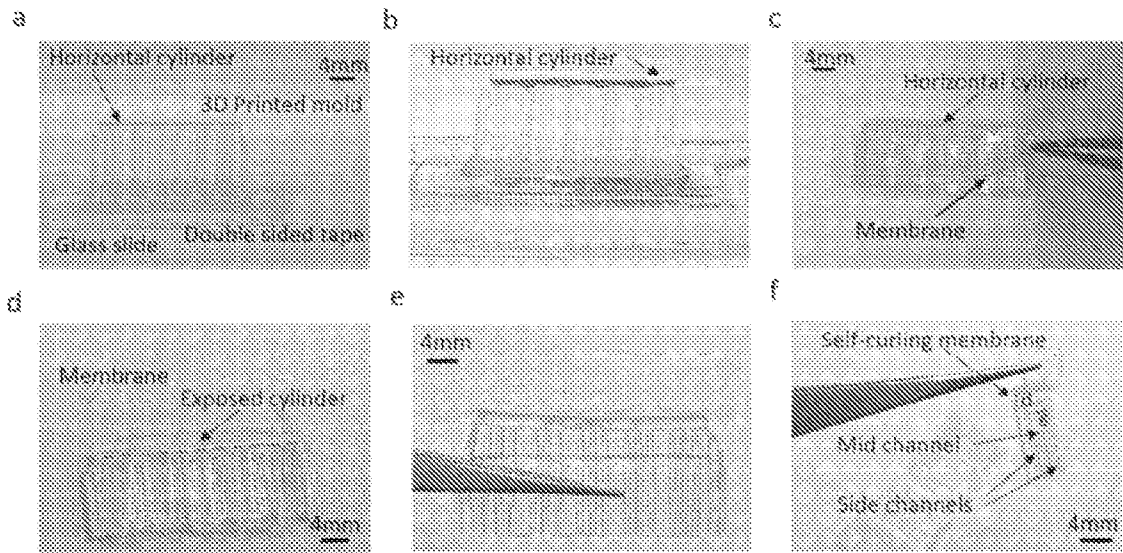 a
b
c
Horizontal cylinder
4mm
3D Printed mold
Glass slide
Double sided tape
Horizontal cylinder
4mm
Horizontal cylinder
Membrane
d
e
f
Membrane
Exposed cylinder
4mm
4mm
Self-curling membrane
Mid channel
Side channels
4mm